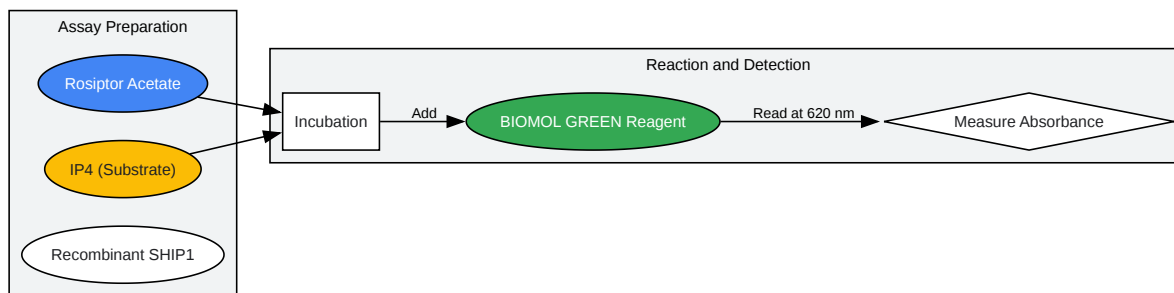 Assay Preparation
Rosiptor Acetate
IP4 (Substrate)
Recombinant SHIP1
Reaction and Detection
Incubation
Add
BIOMOL GREEN Reagent
Read at 620 nm
Measure Absorbance